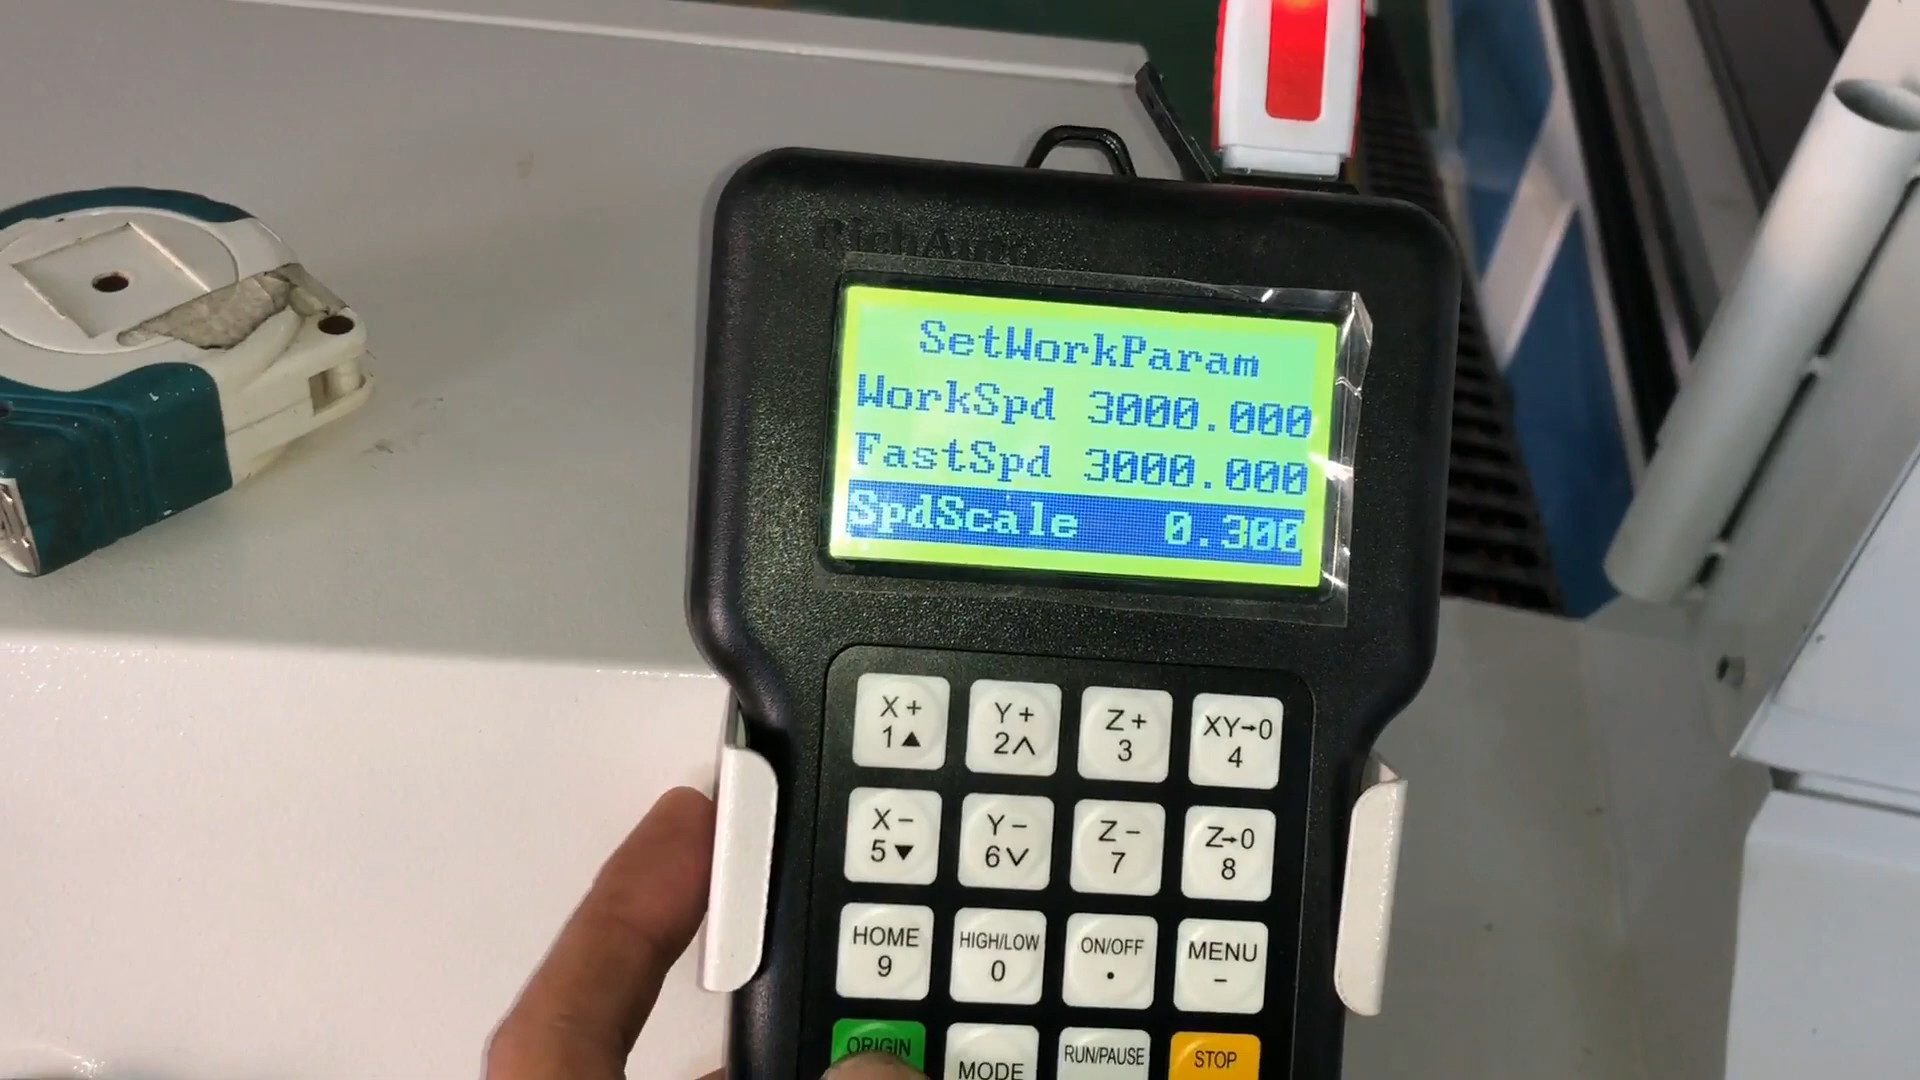 SetWorkParam
WorkSpd 3000.000
FastSpd 3000.000
SpdScale 0.300
X+ Y+ Z+ XY→0
1▲ 2∧ 3 4
X− Y− Z− Z→0
5▼ 6∨ 7 8
HOME HIGH/LOW ON/OFF MENU
9 0 • −
ORIGIN MODE RUN/PAUSE STOP